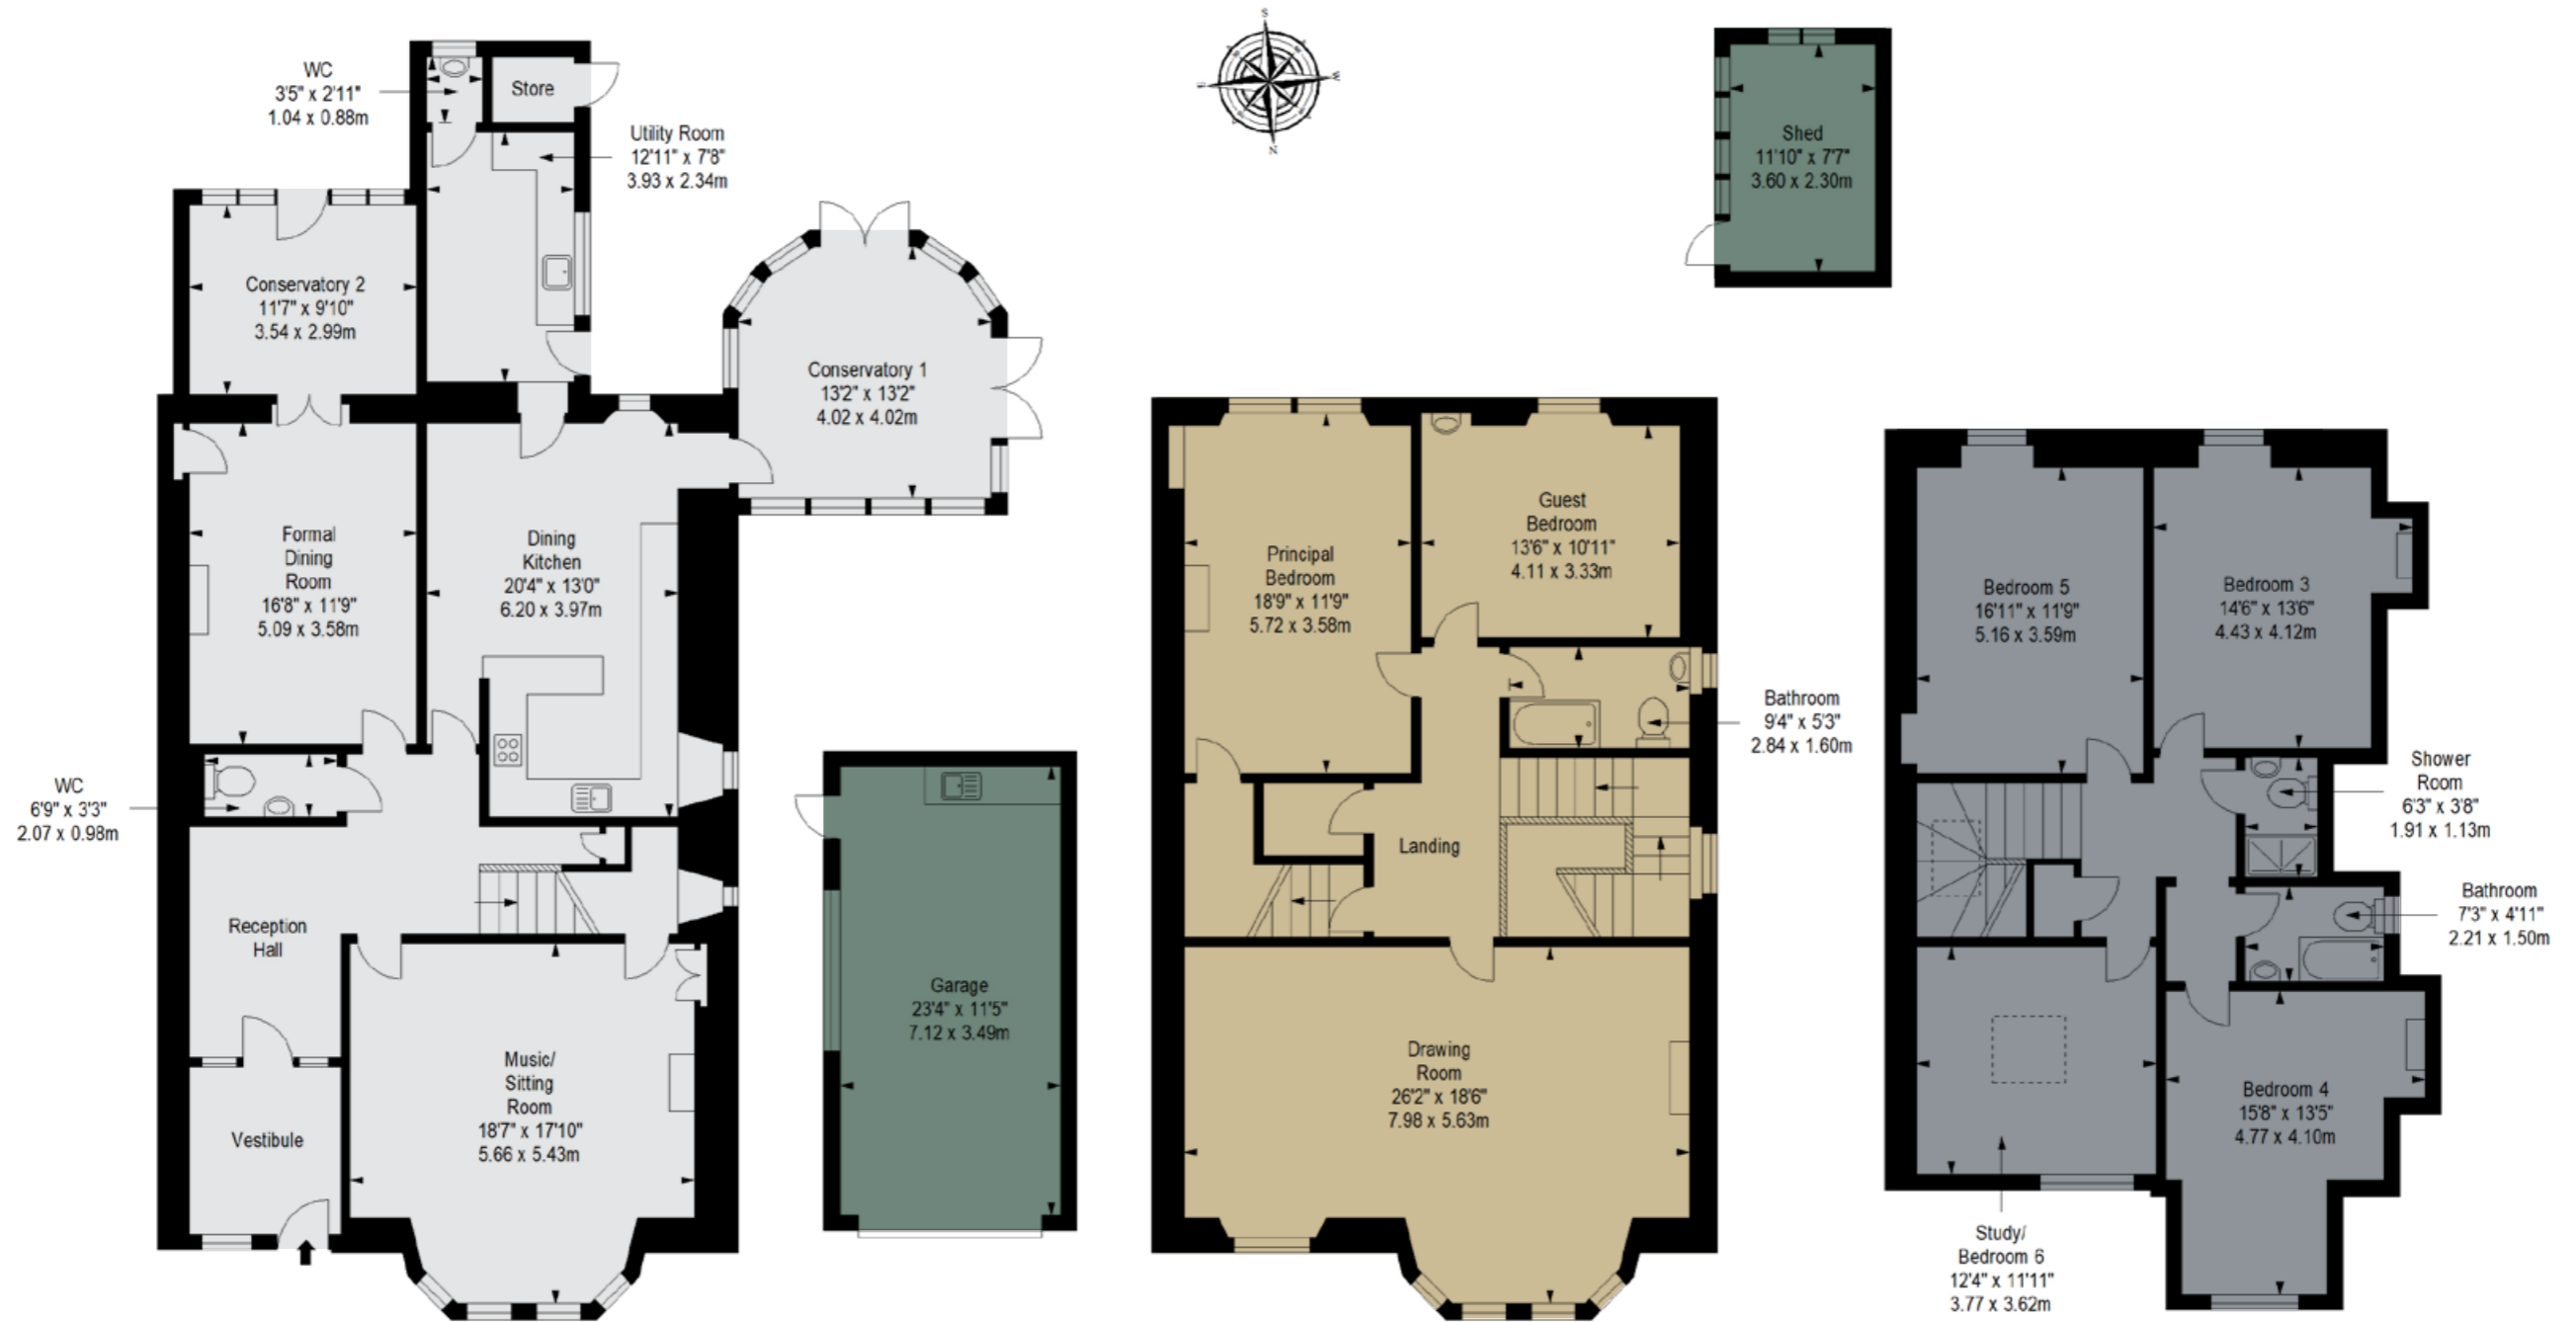 WC
3'5" x 2'11"
1.04 x 0.88m
Store
Utility Room
12'11" x 7'8"
3.93 x 2.34m
Conservatory 2
11'7" x 9'10"
3.54 x 2.99m
Conservatory 1
13'2" x 13'2"
4.02 x 4.02m
Formal
Dining
Room
16'8" x 11'9"
5.09 x 3.58m
Dining
Kitchen
20'4" x 13'0"
6.20 x 3.97m
WC
6'9" x 3'3"
2.07 x 0.98m
Reception
Hall
Vestibule
Music/
Sitting
Room
18'7" x 17'10"
5.66 x 5.43m
Garage
23'4" x 11'5"
7.12 x 3.49m
S
W
N
Shed
11'10" x 7'7"
3.60 x 2.30m
Principal
Bedroom
18'9" x 11'9"
5.72 x 3.58m
Guest
Bedroom
13'6" x 10'11"
4.11 x 3.33m
Bathroom
9'4" x 5'3"
2.84 x 1.60m
Landing
Drawing
Room
26'2" x 18'6"
7.98 x 5.63m
Bedroom 5
16'11" x 11'9"
5.16 x 3.59m
Bedroom 3
14'6" x 13'6"
4.43 x 4.12m
Shower
Room
6'3" x 3'8"
1.91 x 1.13m
Bathroom
7'3" x 4'11"
2.21 x 1.50m
Bedroom 4
15'8" x 13'5"
4.77 x 4.10m
Study/
Bedroom 6
12'4" x 11'11"
3.77 x 3.62m